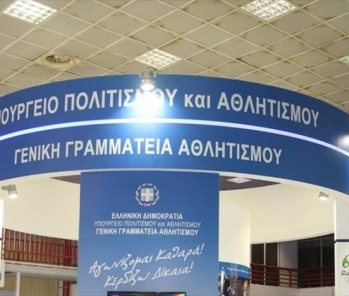 ΥΠΟΥΡΓΕΙΟ ΠΟΛΙΤΙΣΜΟΥ και ΑΘΛΗΤΙΣΜΟΥ
ΓΕΝΙΚΗ ΓΡΑΜΜΑΤΕΙΑ ΑΘΛΗΤΙΣΜΟΥ
ΕΛΛΗΝΙΚΗ ΔΗΜΟΚΡΑΤΙΑ
ΥΠΟΥΡΓΕΙΟ ΠΟΛΙΤΙΣΜΟΥ και ΑΘΛΗΤΙΣΜΟΥ
ΓΕΝΙΚΗ ΓΡΑΜΜΑΤΕΙΑ ΑΘΛΗΤΙΣΜΟΥ
Αγωνίζομαι Καθαρά!
Κερδίζω Δίκαια!